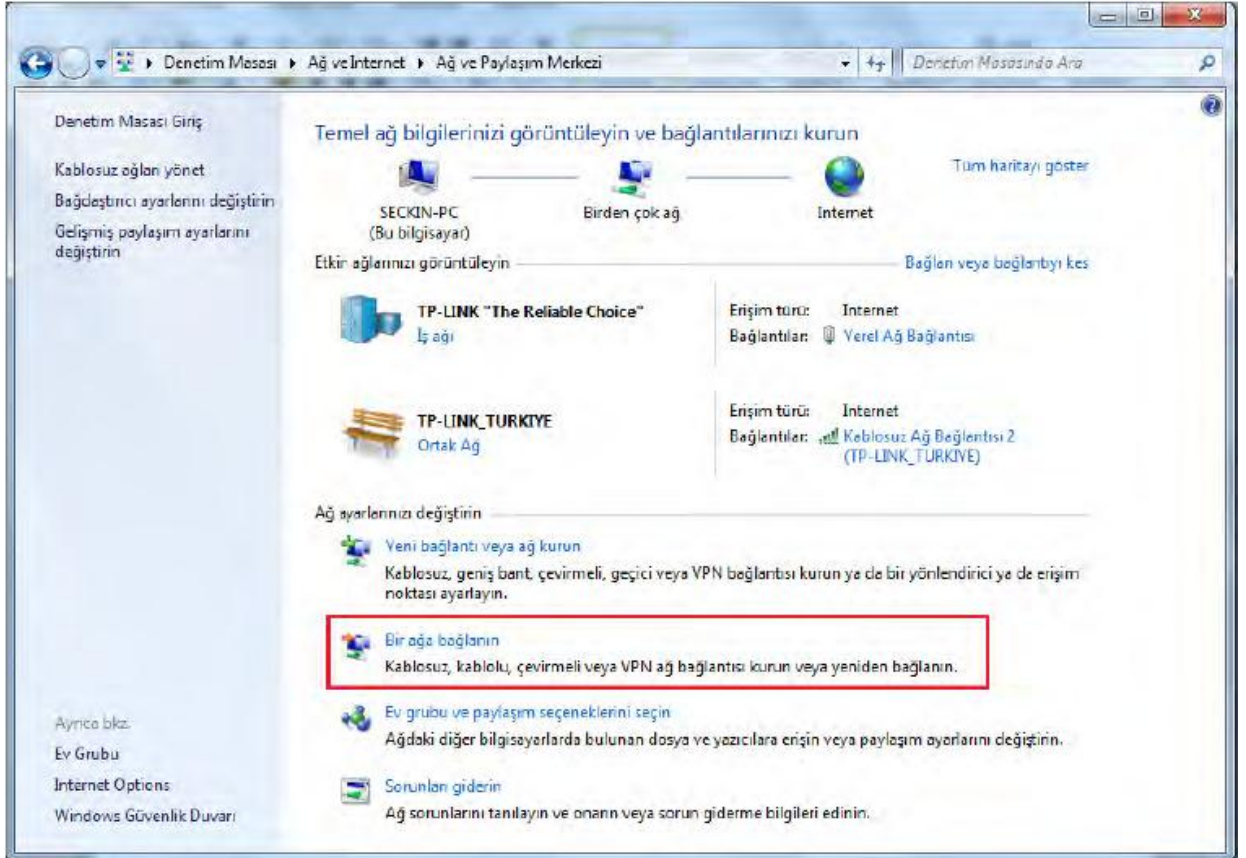 Denetim Masası ▸ Ağ ve Internet ▸ Ağ ve Paylaşım Merkezi
Denetim Masasında Ara
Denetim Masası Giriş
Kablosuz ağları yönet
Bağdaştırıcı ayarlarını değiştirin
Gelişmiş paylaşım ayarlarını
değiştirin
Temel ağ bilgilerinizi görüntüleyin ve bağlantılarınızı kurun
Tüm haritayı göster
SECKIN-PC
(Bu bilgisayar)
Birden çok ağ
Internet
Etkin ağlarınızı görüntüleyin
Bağlan veya bağlantıyı kes
TP-LINK "The Reliable Choice"
İş ağı
Erişim türü: Internet
Bağlantılar: Yerel Ağ Bağlantısı
TP-LINK_TURKIYE
Ortak Ağ
Erişim türü: Internet
Bağlantılar: Kablosuz Ağ Bağlantısı 2
(TP-LINK_TURKIYE)
Ağ ayarlarınızı değiştirin
Yeni bağlantı veya ağ kurun
Kablosuz, geniş bant, çevirmeli, geçici veya VPN bağlantısı kurun ya da bir yönlendirici ya da erişim
noktası ayarlayın.
Bir ağa bağlanın
Kablosuz, kablolu, çevirmeli veya VPN ağ bağlantısı kurun veya yeniden bağlanın.
Ev grubu ve paylaşım seçeneklerini seçin
Ağdaki diğer bilgisayarlarda bulunan dosya ve yazıcılara erişin veya paylaşım ayarlarını değiştirin.
Sorunları giderin
Ağ sorunlarını tanılayın ve onarın veya sorun giderme bilgileri edinin.
Ayrıca bkz.
Ev Grubu
Internet Options
Windows Güvenlik Duvarı